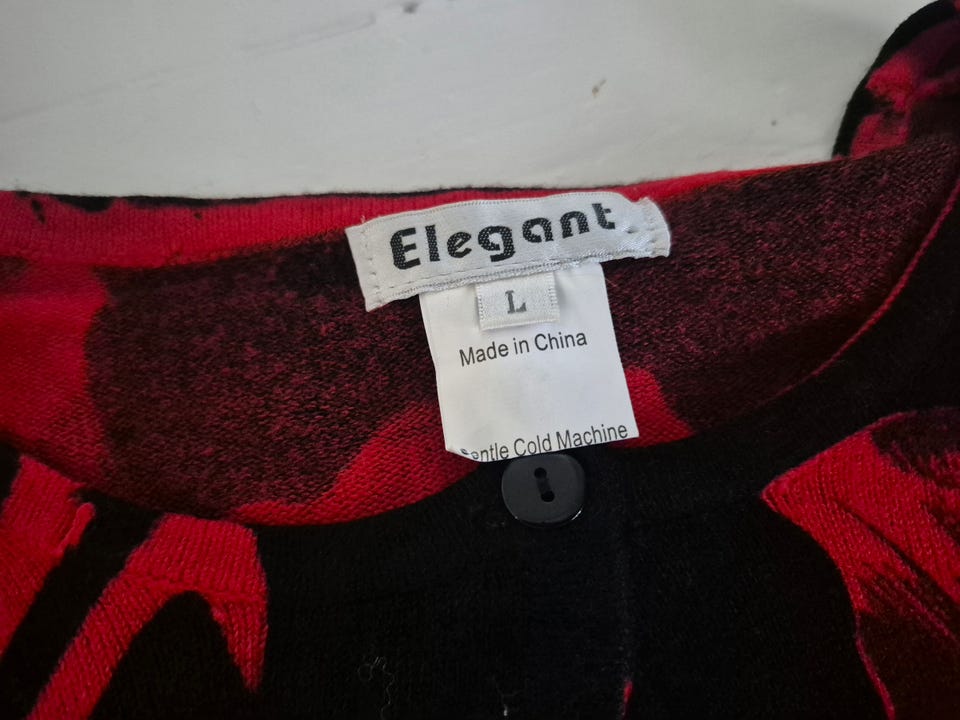 Elegant
L
Made in China
Gentle Cold Machine